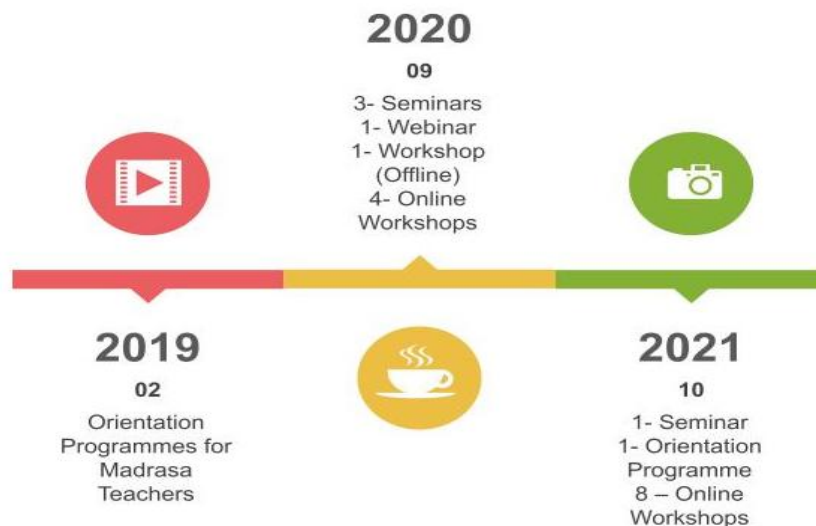 2020
09
3- Seminars
1- Webinar
1- Workshop
(Offline)
4- Online
Workshops
2019
02
Orientation
Programmes for
Madrasa
Teachers
2021
10
1- Seminar
1- Orientation
Programme
8 – Online
Workshops